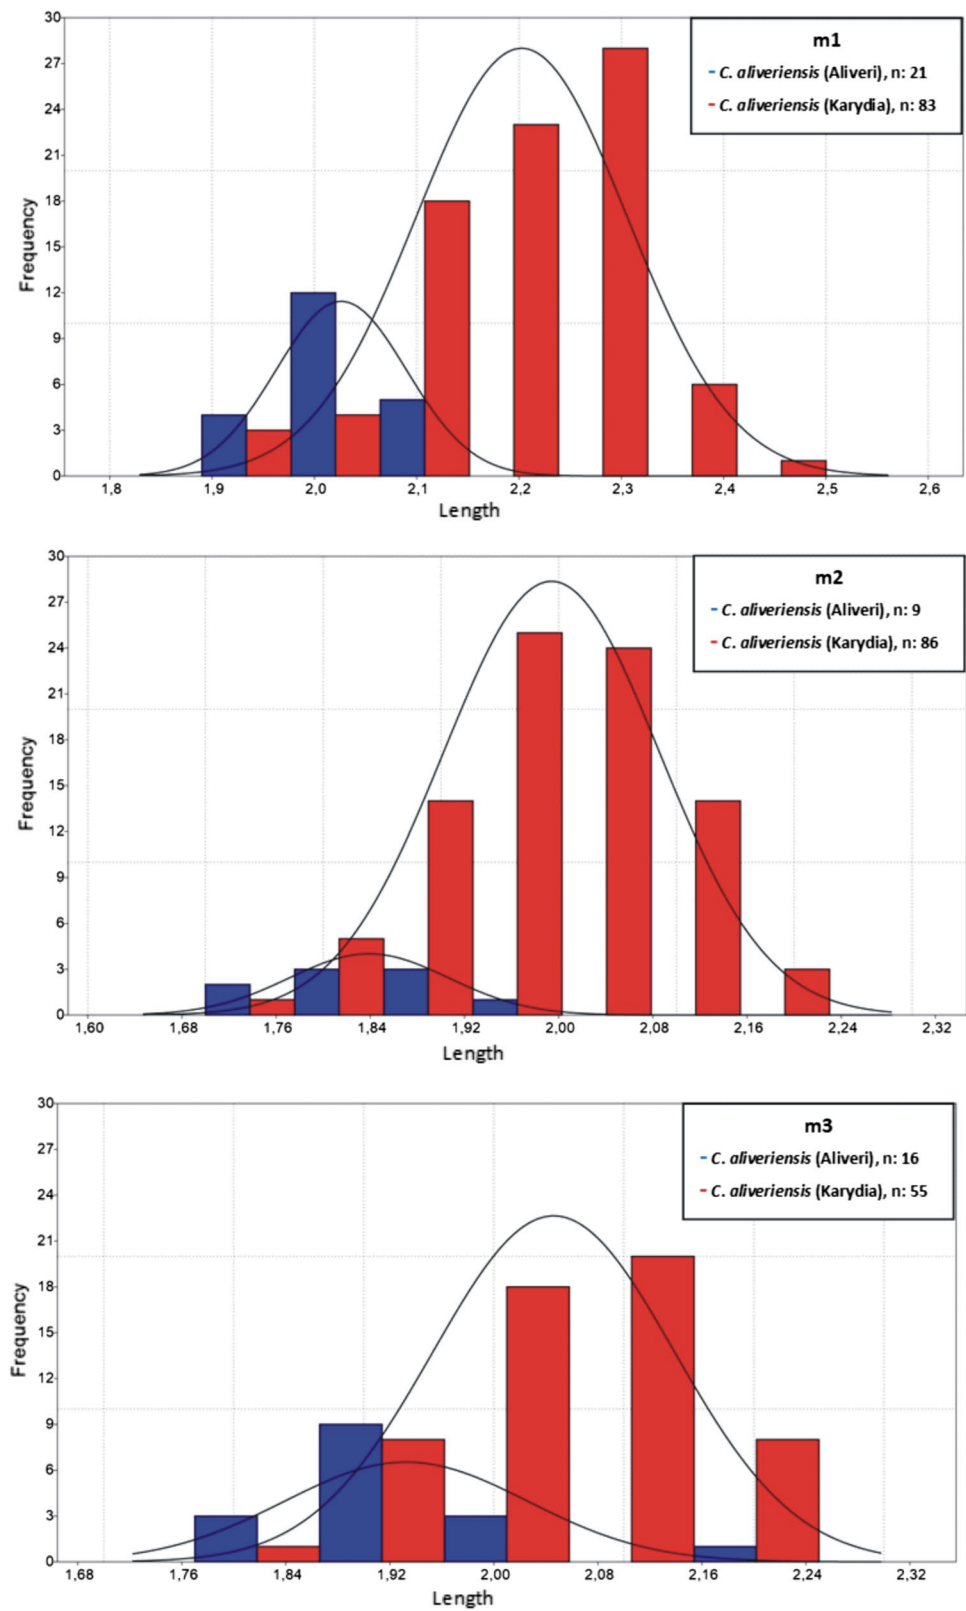 30
27
24
21
18
15
12
9
6
3
0
Frequency
m1
- C. aliveriensis (Aliveri), n: 21
- C. aliveriensis (Karydia), n: 83
1,8 1,9 2,0 2,1 2,2 2,3 2,4 2,5 2,6
Length
30
27
24
21
18
15
12
9
6
3
0
Frequency
m2
- C. aliveriensis (Aliveri), n: 9
- C. aliveriensis (Karydia), n: 86
1,60 1,68 1,76 1,84 1,92 2,00 2,08 2,16 2,24 2,32
Length
30
27
24
21
18
15
12
9
6
3
0
Frequency
m3
- C. aliveriensis (Aliveri), n: 16
- C. aliveriensis (Karydia), n: 55
1,68 1,76 1,84 1,92 2,00 2,08 2,16 2,24 2,32
Length